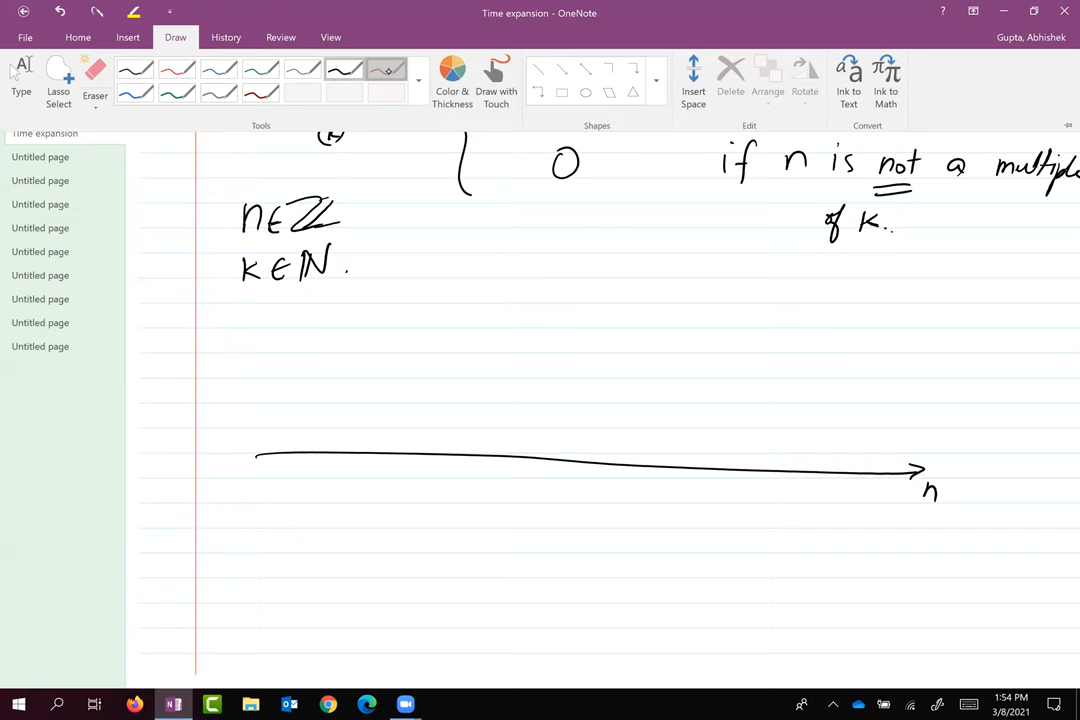 Time expansion - OneNote
?
File
Home
Insert
Draw
History
Review
View
Gupta, Abhishek
Type
Lasso
Select
Eraser
Color &
Thickness
Draw with
Touch
Insert
Space
Delete
Arrange
Rotate
Ink to
Text
Ink to
Math
Tools
Shapes
Edit
Convert
Time expansion
Untitled page
Untitled page
Untitled page
Untitled page
Untitled page
Untitled page
Untitled page
Untitled page
Untitled page
(k)
{ 0 if n is not a multiple
of k.
n∈ℤ
k∈ℕ.
n
1:54 PM
3/8/2021